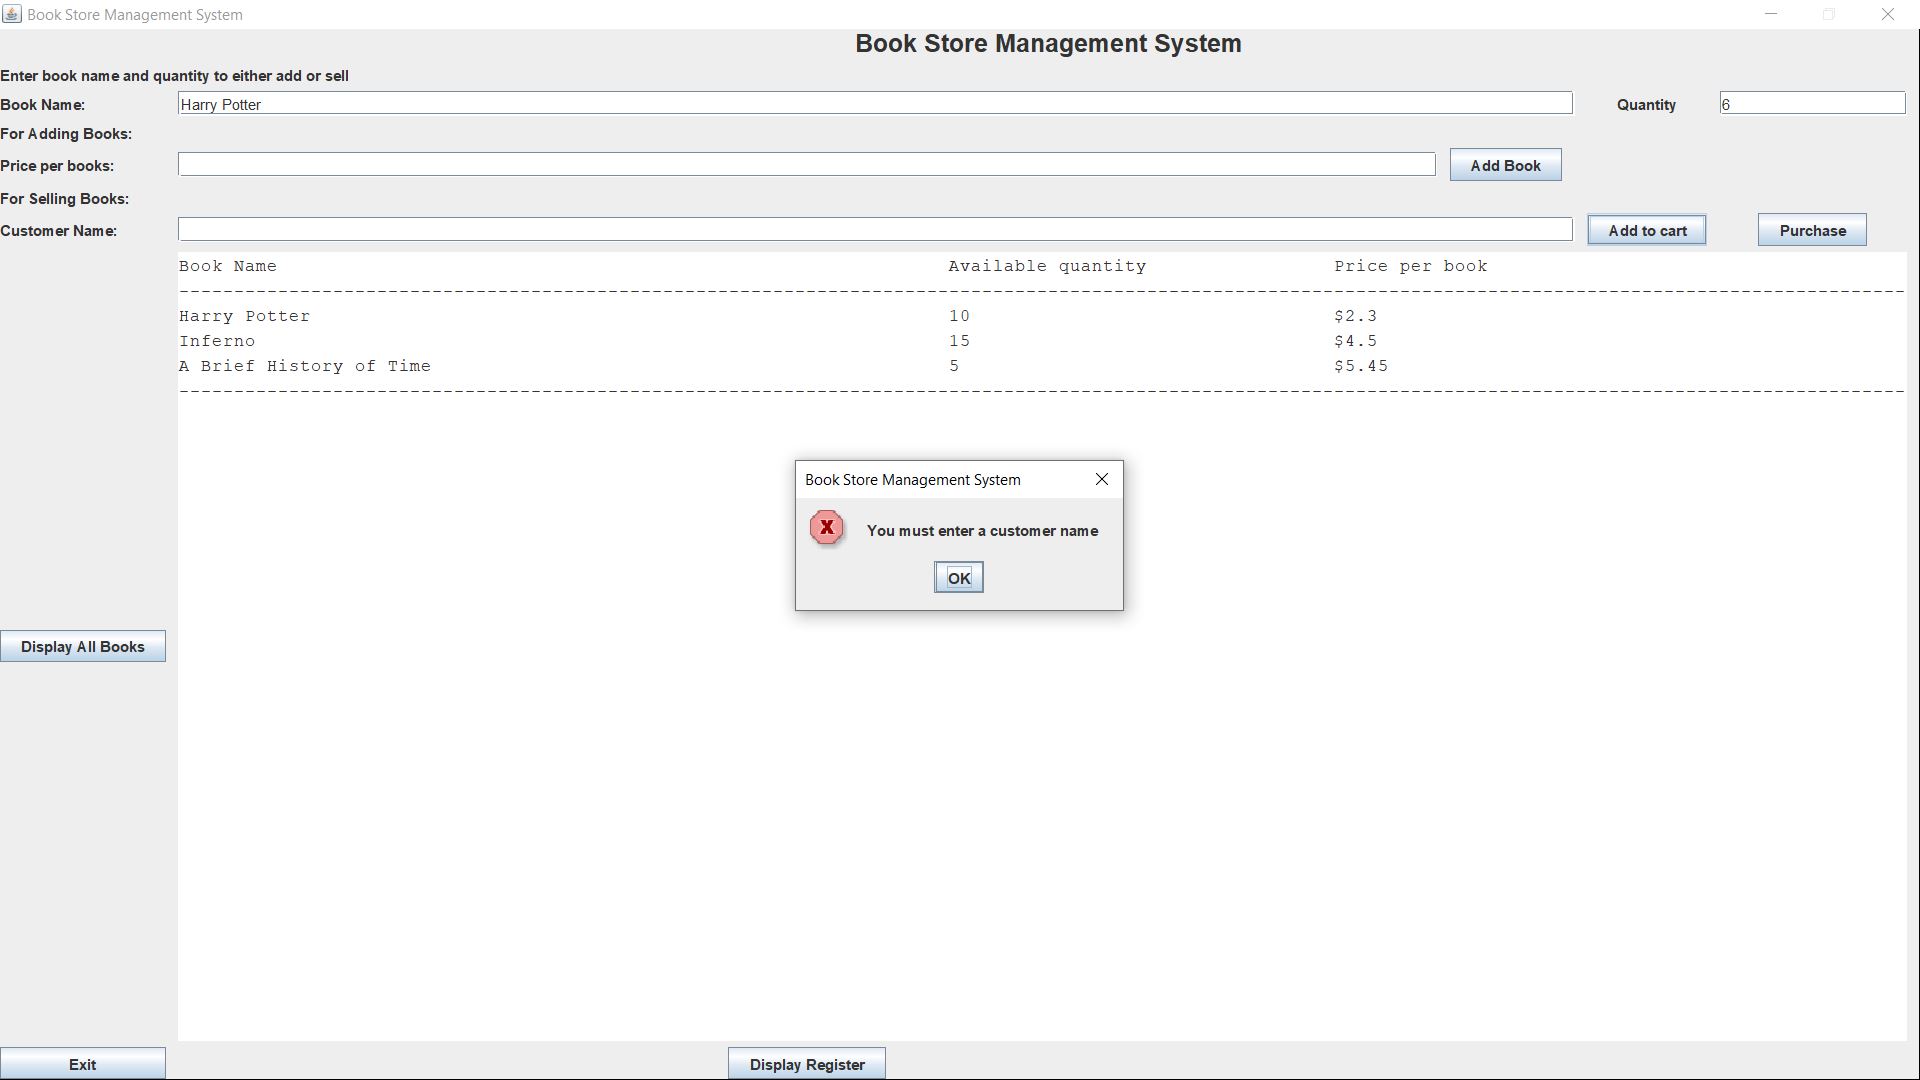 Book Store Management System
Book Store Management System
Enter book name and quantity to either add or sell
Book Name: Harry Potter Quantity 6
For Adding Books:
Price per books: Add Book
For Selling Books:
Customer Name: Add to cart Purchase
Book Name Available quantity Price per book
Harry Potter 10 $2.3
Inferno 15 $4.5
A Brief History of Time 5 $5.45
Book Store Management System
X You must enter a customer name
OK
Display All Books
Exit Display Register